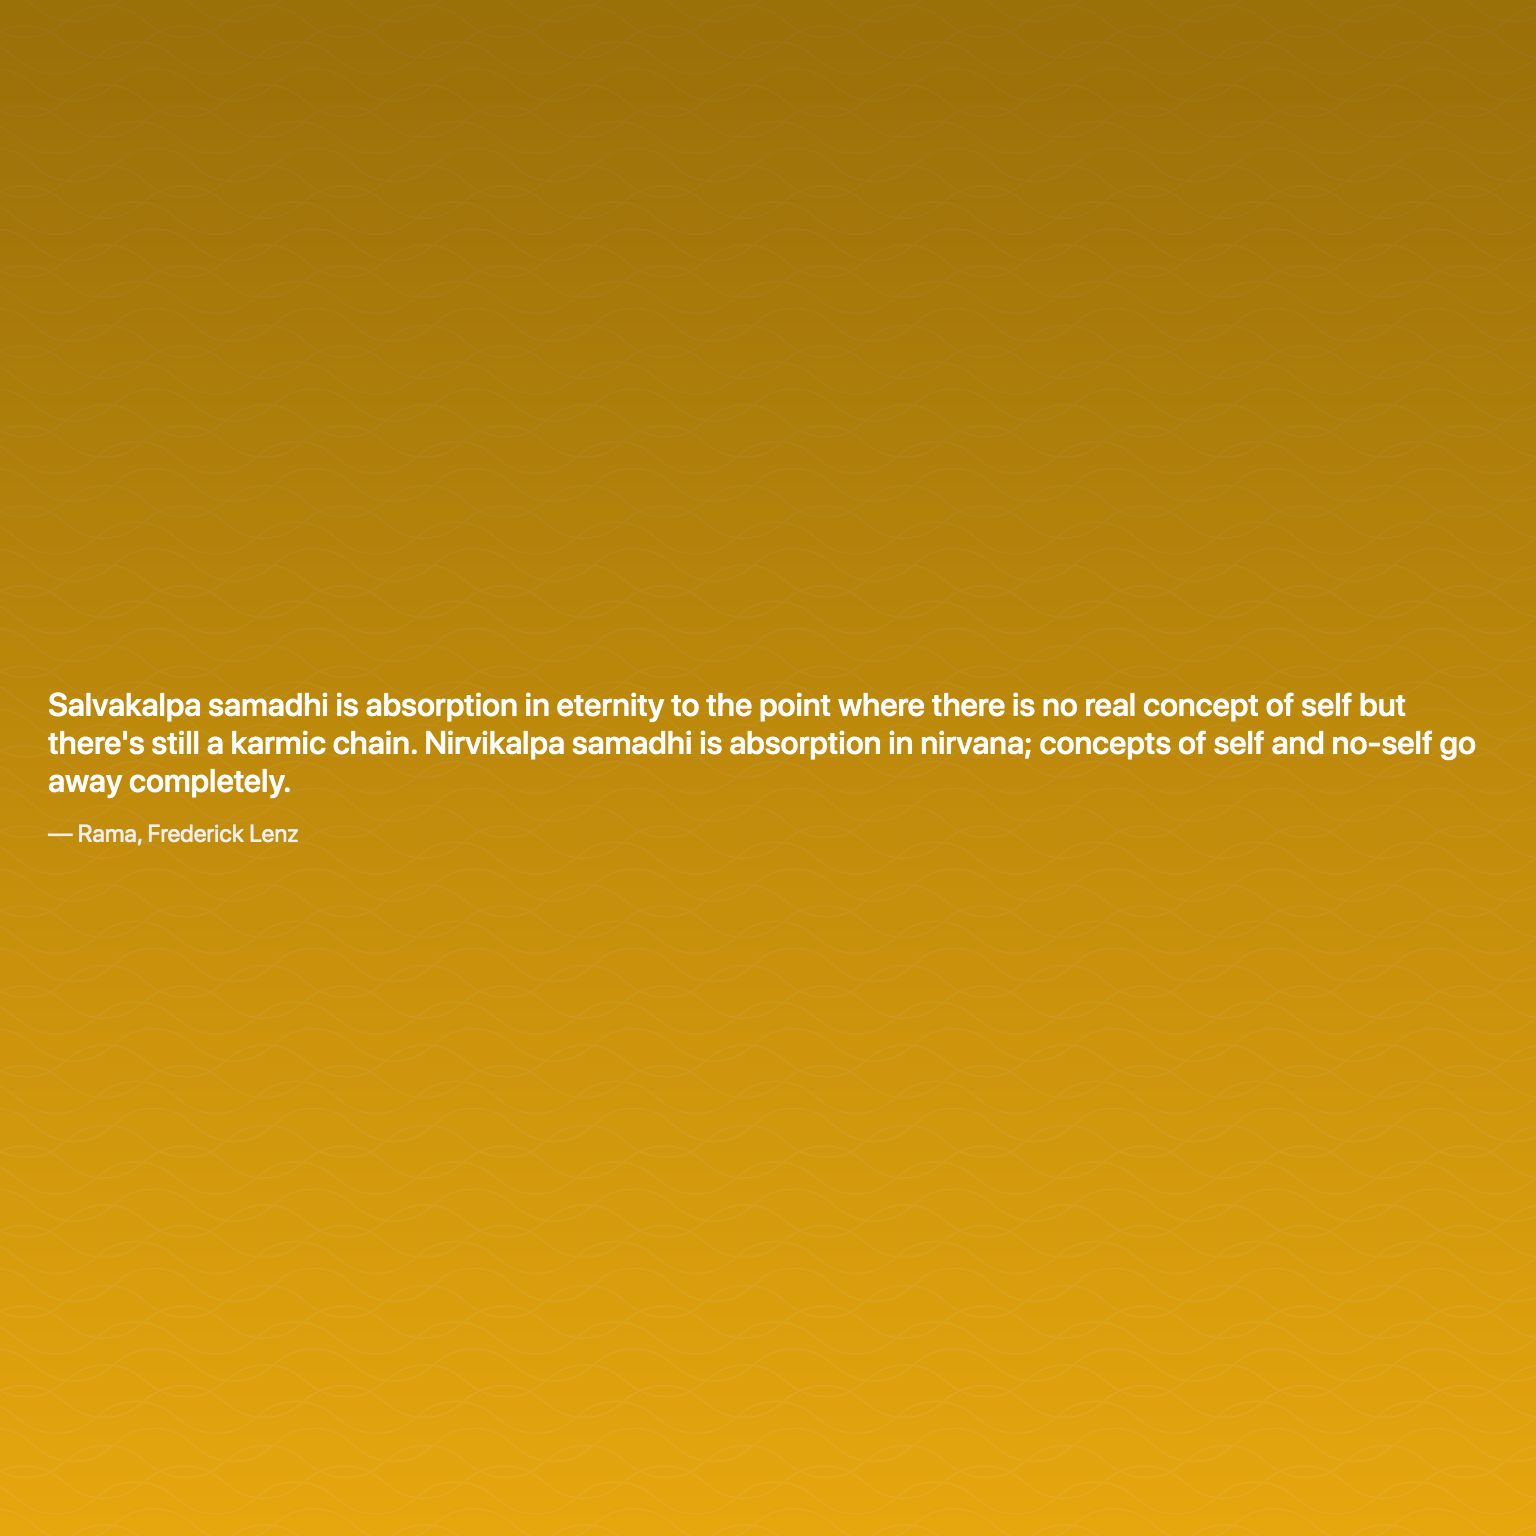 Salvakalpa samadhi is absorption in eternity to the point where there is no real concept of self but
there's still a karmic chain. Nirvikalpa samadhi is absorption in nirvana; concepts of self and no-self go
away completely.
— Rama, Frederick Lenz